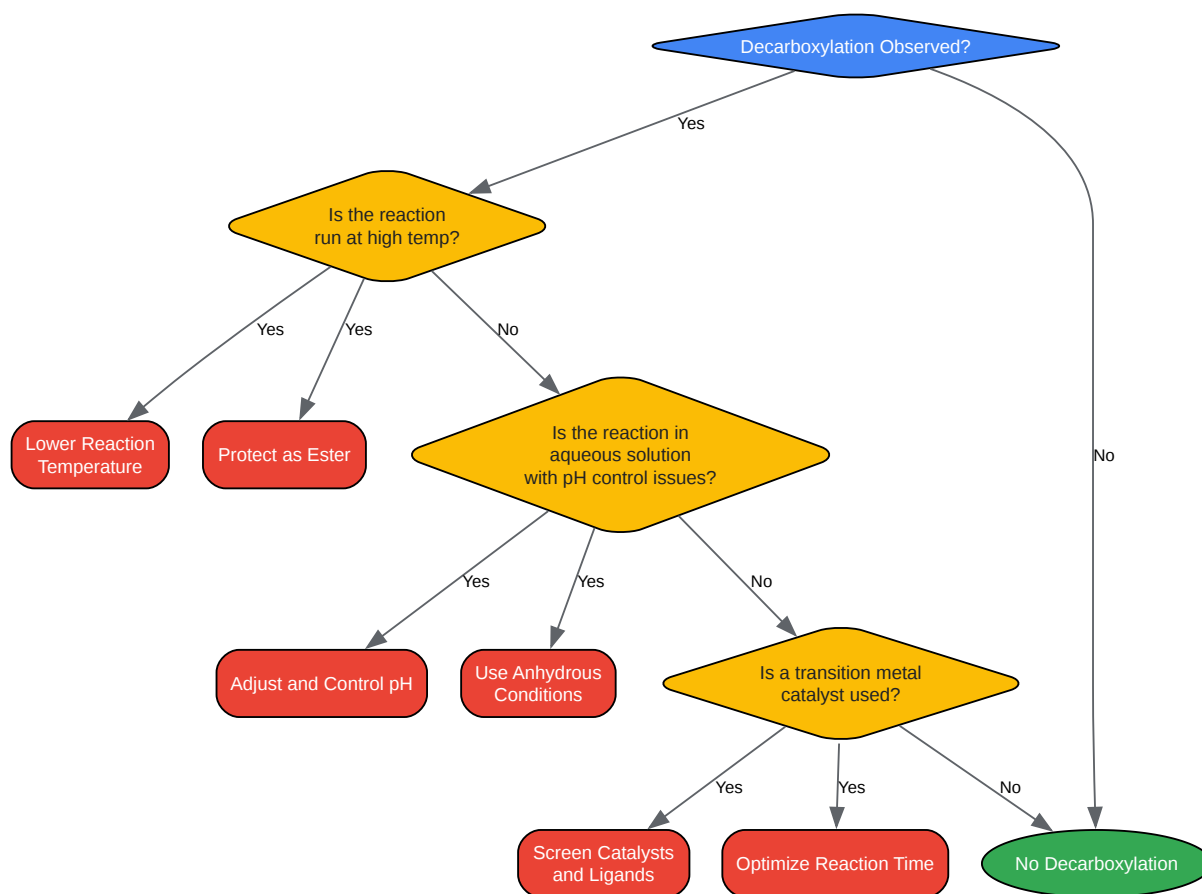 Decarboxylation Observed?
Yes
Is the reaction
run at high temp?
Yes
Yes
No
Lower Reaction
Temperature
Protect as Ester
Is the reaction in
aqueous solution
with pH control issues?
No
Yes
Yes
No
Adjust and Control pH
Use Anhydrous
Conditions
Is a transition metal
catalyst used?
Yes
Yes
No
Screen Catalysts
and Ligands
Optimize Reaction Time
No Decarboxylation